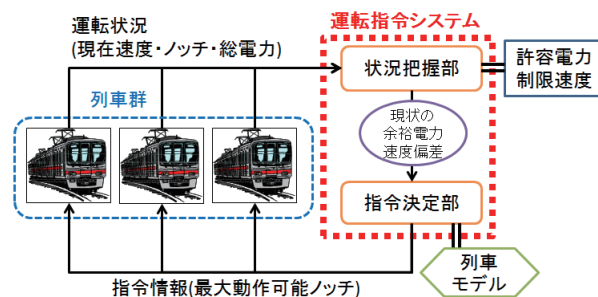 運転状況
(現在速度・ノッチ・総電力)
運転指令システム
状況把握部
許容電力
制限速度
列車群
現状の
余裕電力
速度偏差
指令決定部
列車
モデル
指令情報(最大動作可能ノッチ)